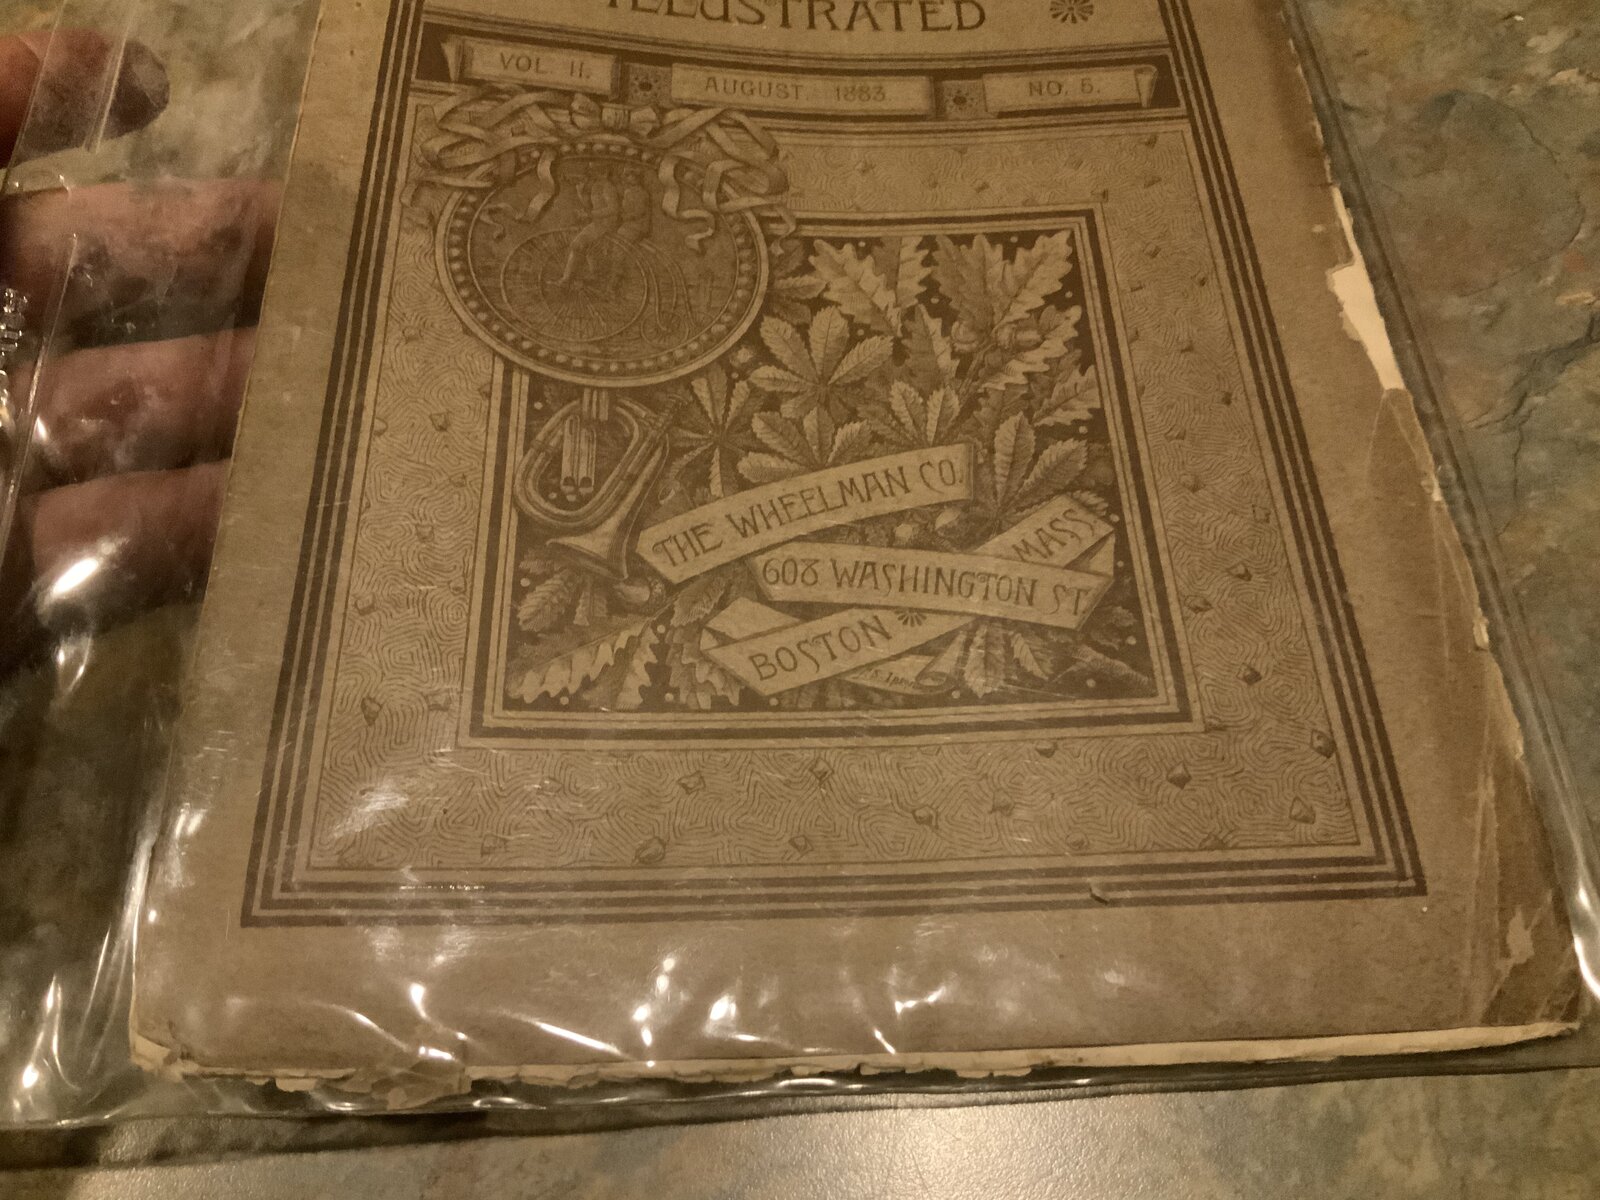 ILLUSTRATED
VOL. II. AUGUST. 1883. NO. 5.
THE WHEELMAN CO.
608 WASHINGTON ST.
BOSTON MASS.